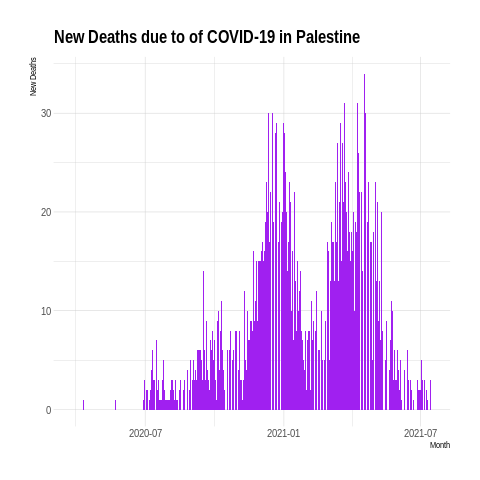 New Deaths due to of COVID-19 in Palestine
New Deaths
30
20
10
0
2020-07
2021-01
2021-07
Month